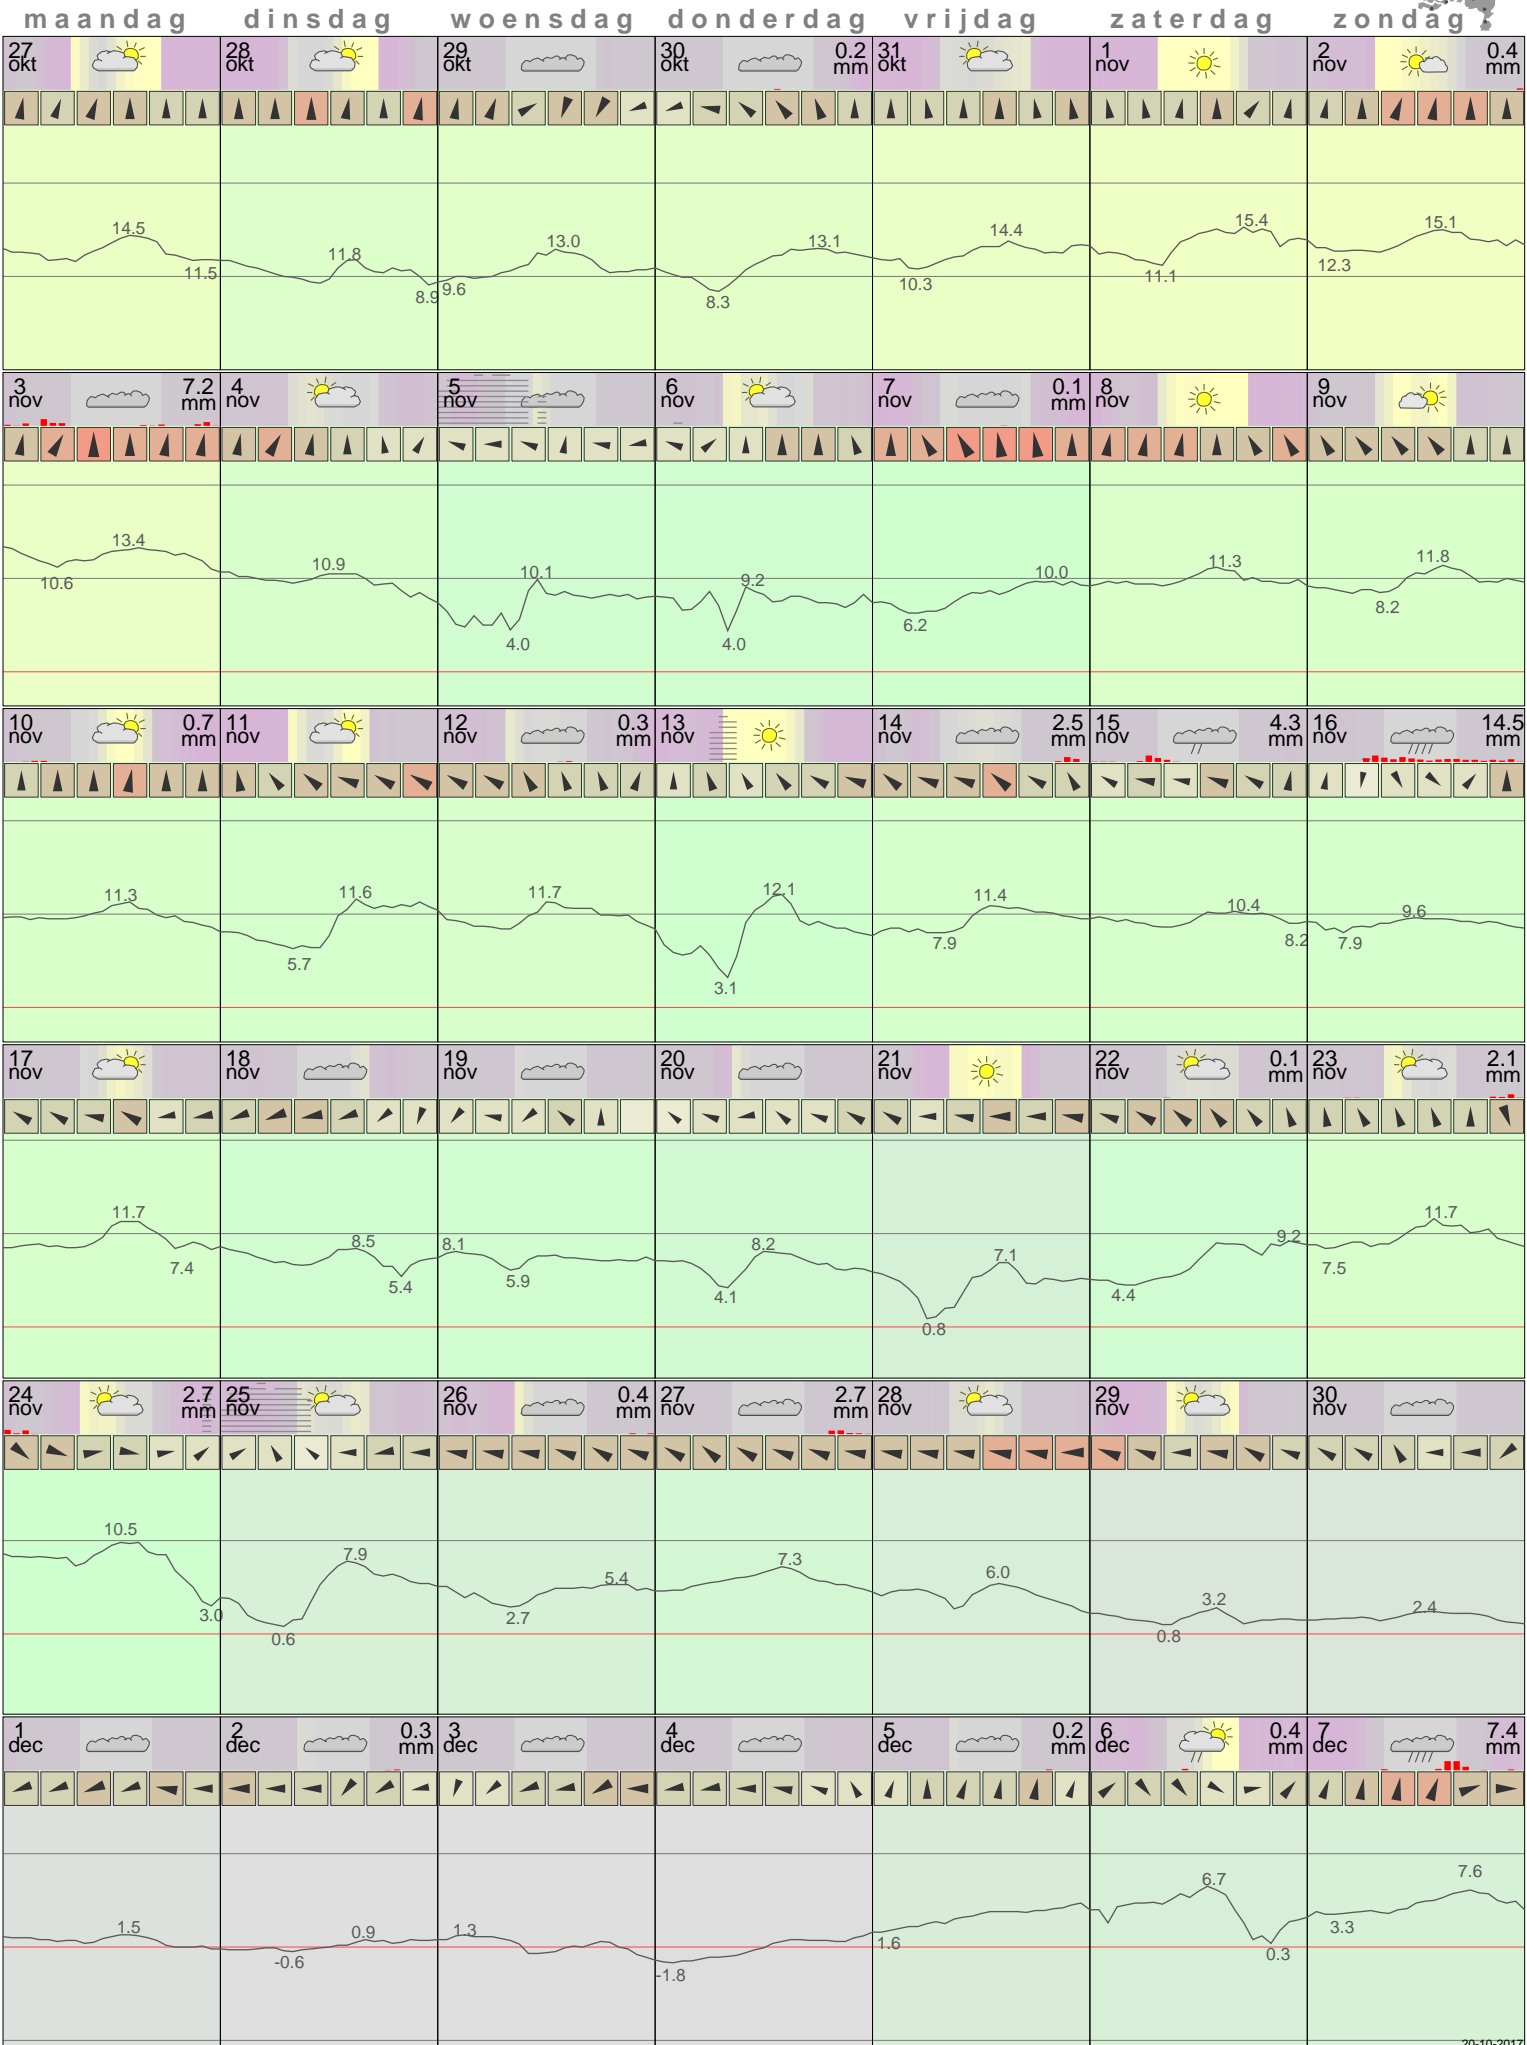 maandag dinsdag woensdag donderdag vrijdag zaterdag zondag
27 okt 28 okt 29 okt 30 okt 0.2 mm 31 okt 1 nov 2 nov 0.4 mm
14.5 11.5 11.8 8.9 9.6 13.0 8.3 13.1 10.3 14.4 11.1 15.4 12.3 15.1
3 nov 7.2 mm 4 nov 5 nov 6 nov 7 nov 0.1 mm 8 nov 9 nov
10.6 13.4 10.9 4.0 10.1 4.0 9.2 6.2 10.0 11.3 8.2 11.8
10 nov 0.7 mm 11 nov 12 nov 0.3 mm 13 nov 14 nov 2.5 mm 15 nov 4.3 mm 16 nov 14.5 mm
11.3 5.7 11.6 11.7 3.1 12.1 7.9 11.4 10.4 8.2 7.9 9.6
17 nov 18 nov 19 nov 20 nov 21 nov 22 nov 0.1 mm 23 nov 2.1 mm
11.7 7.4 8.5 5.4 8.1 5.9 4.1 8.2 0.8 7.1 4.4 9.2 7.5 11.7
24 nov 2.7 mm 25 nov 26 nov 0.4 mm 27 nov 2.7 mm 28 nov 29 nov 30 nov
10.5 3.0 0.6 7.9 2.7 5.4 7.3 6.0 0.8 3.2 2.4
1 dec 2 dec 0.3 mm 3 dec 4 dec 5 dec 0.2 mm 6 dec 0.4 mm 7 dec 7.4 mm
1.5 -0.6 0.9 1.3 -1.8 1.6 6.7 0.3 3.3 7.6
20-10-2017